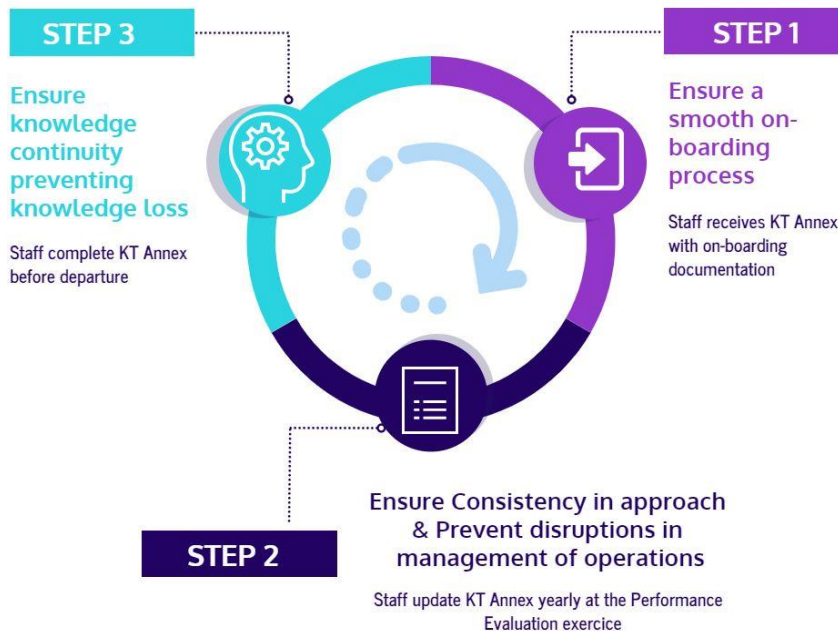 STEP 3
Ensure
knowledge
continuity
preventing
knowledge loss
Staff complete KT Annex
before departure
STEP 1
Ensure a
smooth on-
boarding
process
Staff receives KT Annex
with on-boarding
documentation
STEP 2
Ensure Consistency in approach
& Prevent disruptions in
management of operations
Staff update KT Annex yearly at the Performance
Evaluation exercice